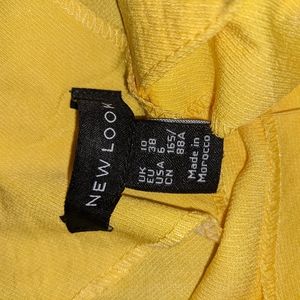 NEW LOOK
UK 10
EU 38
USA 6
CN 165/
88A
Made in
Morocco